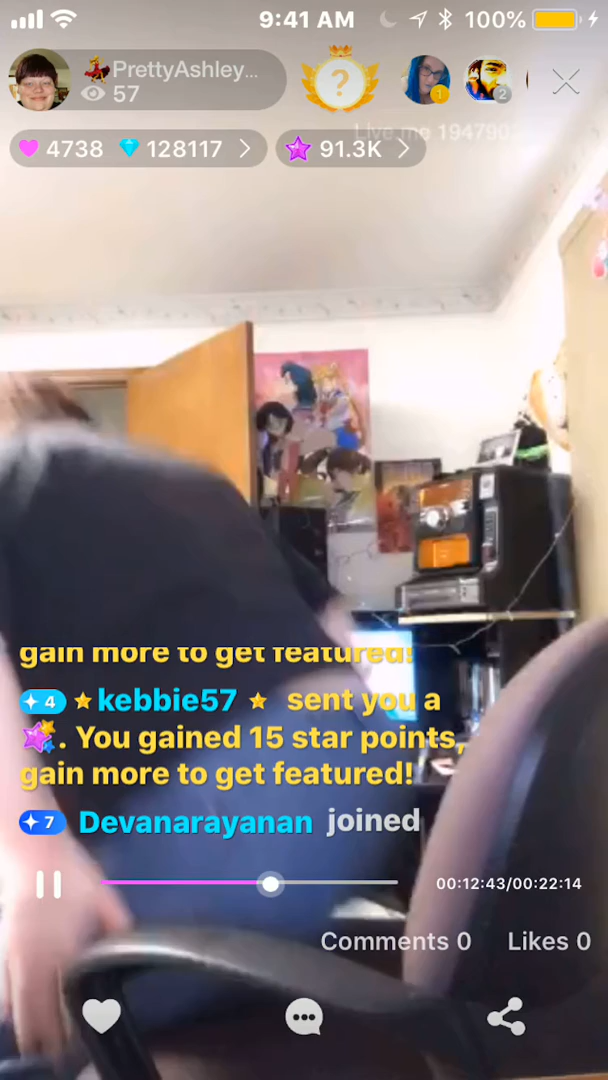 9:41 AM 100%
PrettyAshley...
57
?
1 2
Live.me 194790
4738 128117 91.3K
gain more to get featured!
4 kebbie57 sent you a
. You gained 15 star points,
gain more to get featured!
7 Devanarayanan joined
00:12:43/00:22:14
Comments 0 Likes 0